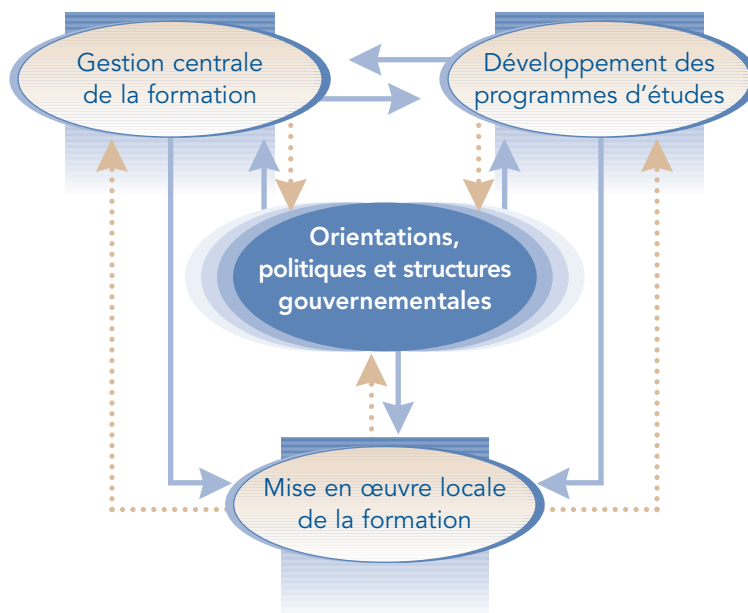 Gestion centrale
de la formation
Développement des
programmes d’études
Orientations,
politiques et structures
gouvernementales
Mise en œuvre locale
de la formation